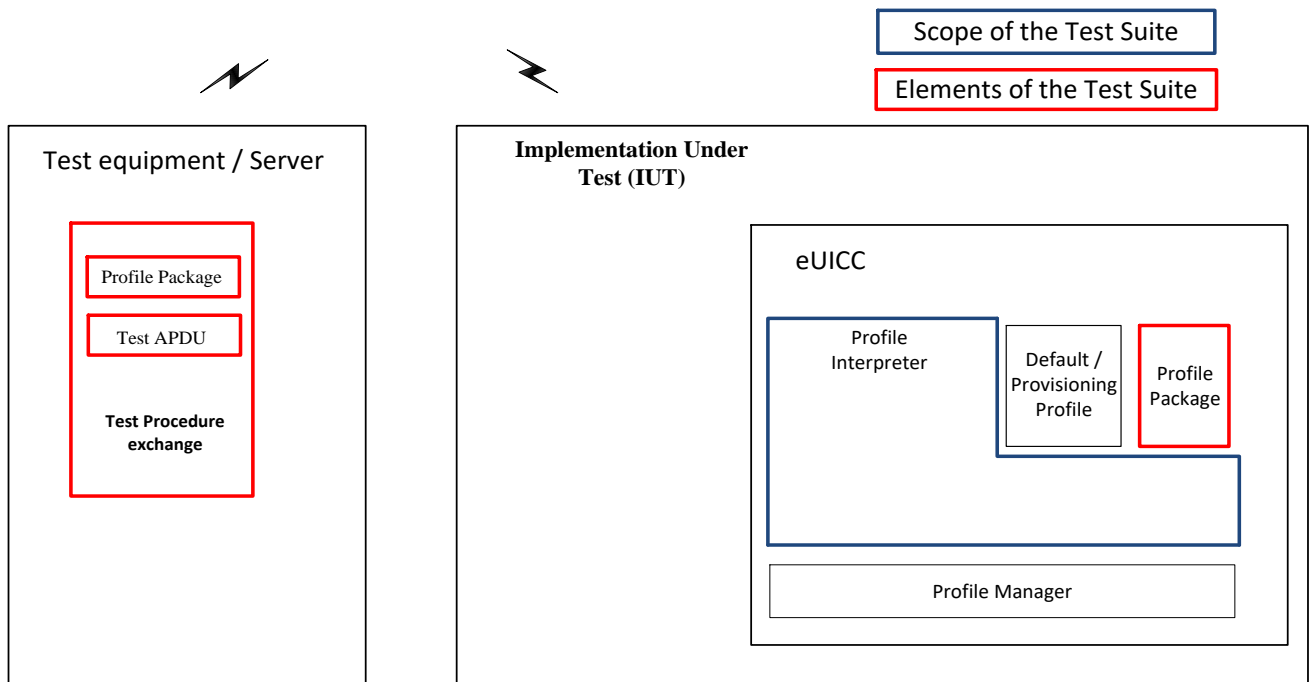 Scope of the Test Suite
Elements of the Test Suite
Test equipment / Server
Profile Package
Test APDU
Test Procedure
exchange
Implementation Under
Test (IUT)
eUICC
Profile
Interpreter
Default /
Provisioning
Profile
Profile
Package
Profile Manager